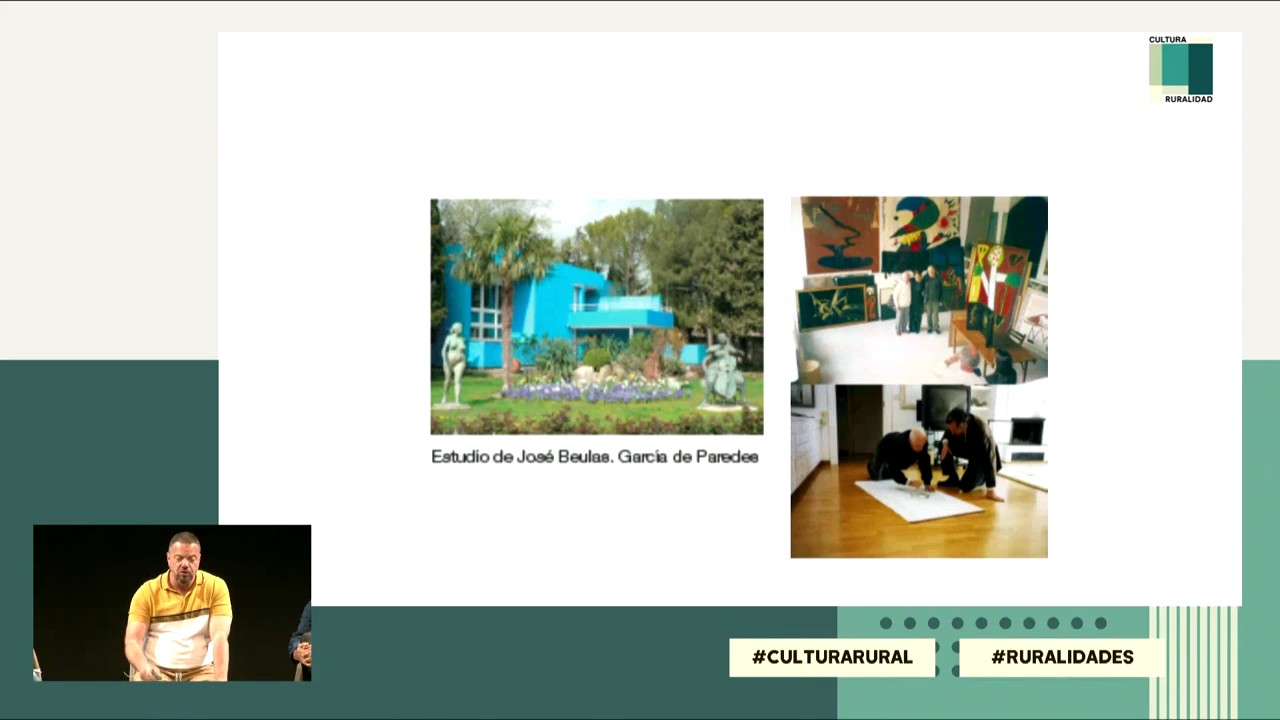 CULTURA
RURALIDAD
Estudio de José Beulas. García de Paredes
#CULTURARURAL
#RURALIDADES